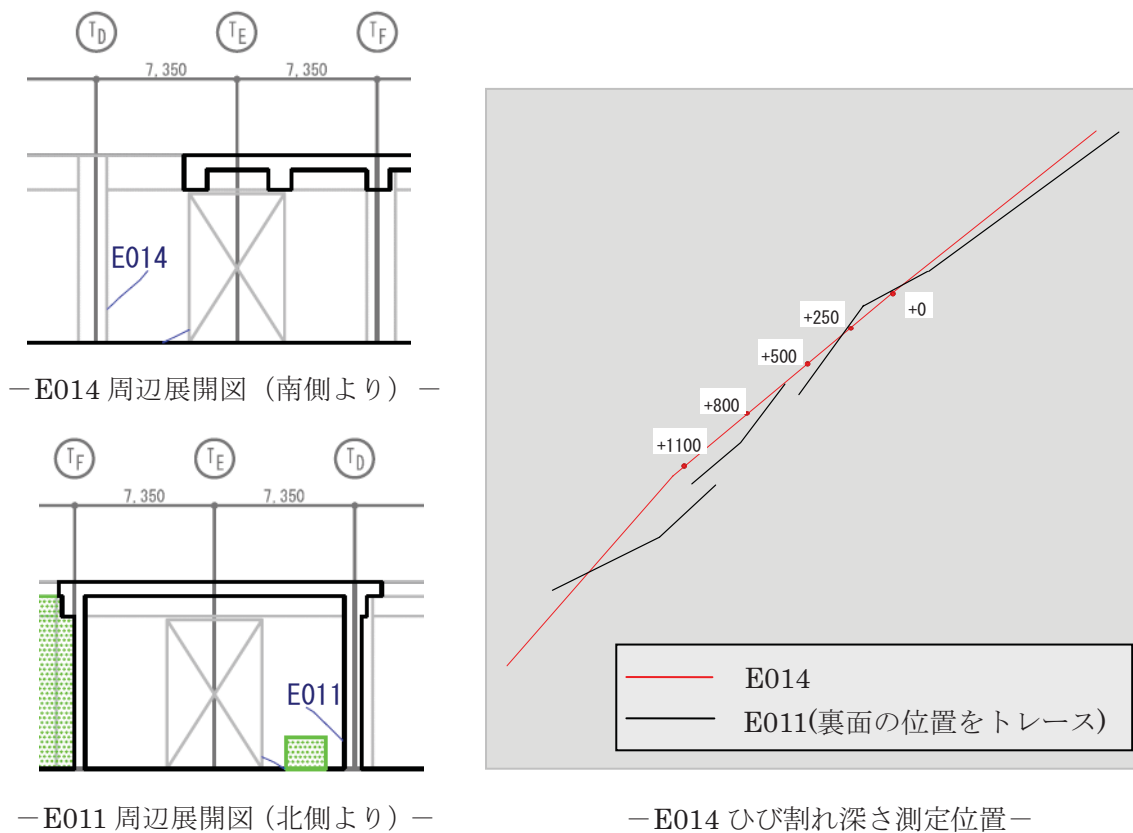 TD TE TF
7,350 7,350
E014
－E014 周辺展開図（南側より）－
TF TE TD
7,350 7,350
E011
－E011 周辺展開図（北側より）－
+0
+250
+500
+800
+1100
E014
E011(裏面の位置をトレース)
－E014 ひび割れ深さ測定位置－